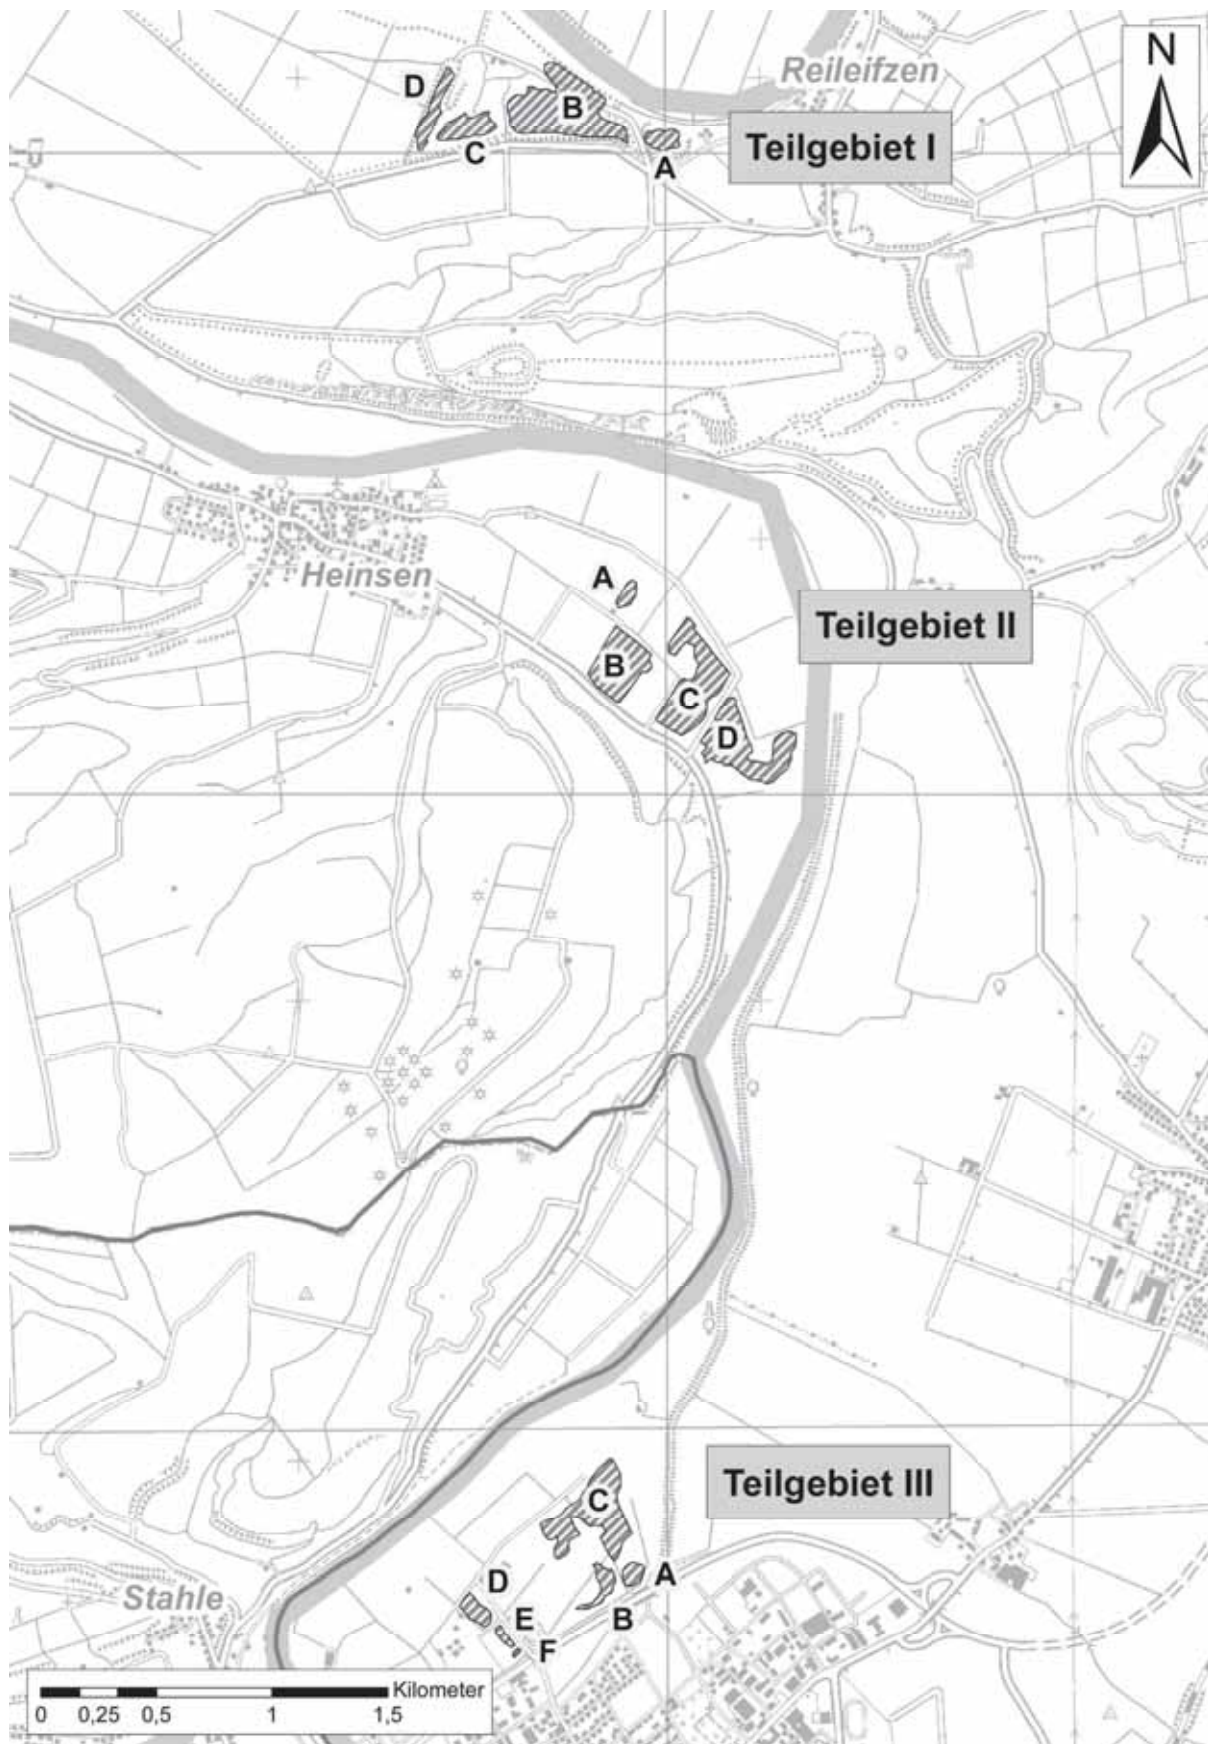 Reileifzen
N
D
B
Teilgebiet I
C
A
A
Heinsen
Teilgebiet II
B
C
D
Teilgebiet III
C
D
A
Stahle
E
B
F
Kilometer
0 0,25 0,5 1 1,5